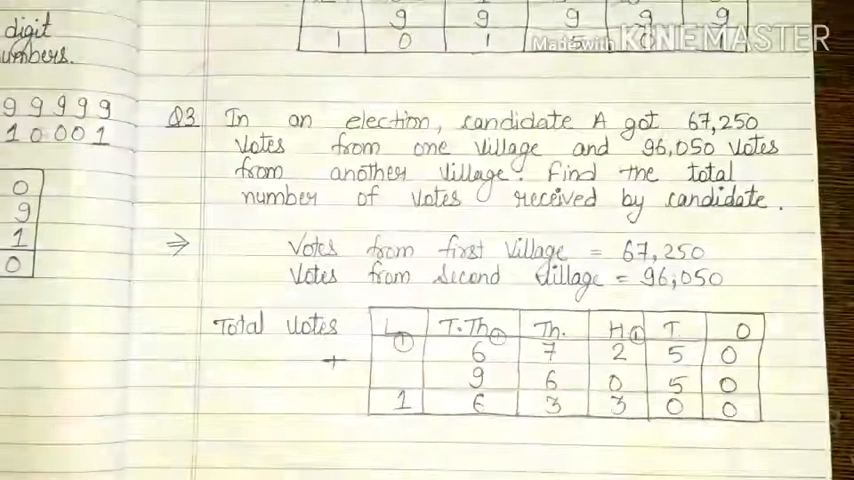 digit
numbers.
9 9 9 9 9
1 0 0 0 1
0
9
1
0
9 9 9 9 9
1 0 1 5 0
Made with KINEMASTER
Q3 In an election, candidate A got 67,250
votes from one village and 96,050 votes
from another village. Find the total
number of votes received by candidate.
⇒ Votes from first village = 67,250
Votes from second village = 96,050
Total votes
L T.Th Th. H T O
1 1 1
6 7 2 5 0
+ 9 6 0 5 0
1 6 3 3 0 0